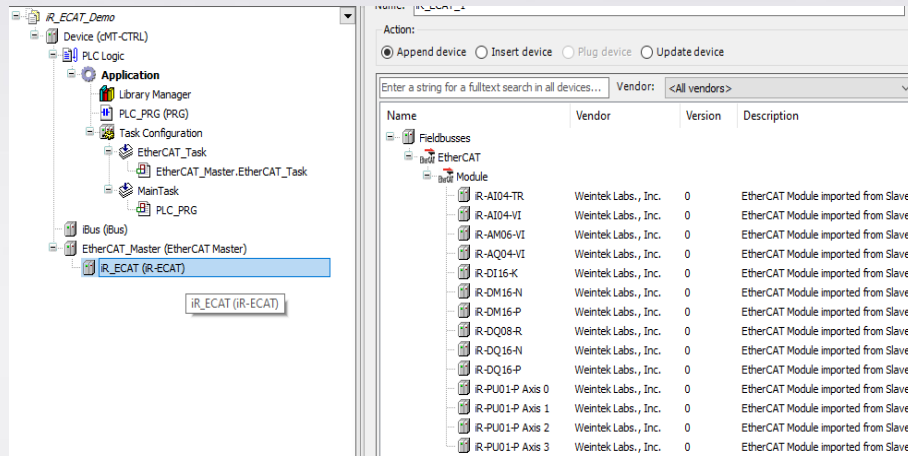 iR_ECAT_Demo
Device (cMT-CTRL)
PLC Logic
Application
Library Manager
PLC_PRG (PRG)
Task Configuration
EtherCAT_Task
EtherCAT_Master.EtherCAT_Task
MainTask
PLC_PRG
iBus (iBus)
EtherCAT_Master (EtherCAT Master)
iR_ECAT (iR-ECAT)
iR_ECAT (iR-ECAT)
Name: iR_ECAT_1
Action:
Append device Insert device Plug device Update device
Enter a string for a fulltext search in all devices... Vendor: <All vendors>
Name Vendor Version Description
Fieldbusses
EtherCAT
Module
iR-AI04-TR Weintek Labs., Inc. 0 EtherCAT Module imported from Slave
iR-AI04-VI Weintek Labs., Inc. 0 EtherCAT Module imported from Slave
iR-AM06-VI Weintek Labs., Inc. 0 EtherCAT Module imported from Slave
iR-AQ04-VI Weintek Labs., Inc. 0 EtherCAT Module imported from Slave
iR-DI16-K Weintek Labs., Inc. 0 EtherCAT Module imported from Slave
iR-DM16-N Weintek Labs., Inc. 0 EtherCAT Module imported from Slave
iR-DM16-P Weintek Labs., Inc. 0 EtherCAT Module imported from Slave
iR-DQ08-R Weintek Labs., Inc. 0 EtherCAT Module imported from Slave
iR-DQ16-N Weintek Labs., Inc. 0 EtherCAT Module imported from Slave
iR-DQ16-P Weintek Labs., Inc. 0 EtherCAT Module imported from Slave
iR-PU01-P Axis 0 Weintek Labs., Inc. 0 EtherCAT Module imported from Slave
iR-PU01-P Axis 1 Weintek Labs., Inc. 0 EtherCAT Module imported from Slave
iR-PU01-P Axis 2 Weintek Labs., Inc. 0 EtherCAT Module imported from Slave
iR-PU01-P Axis 3 Weintek Labs., Inc. 0 EtherCAT Module imported from Slave